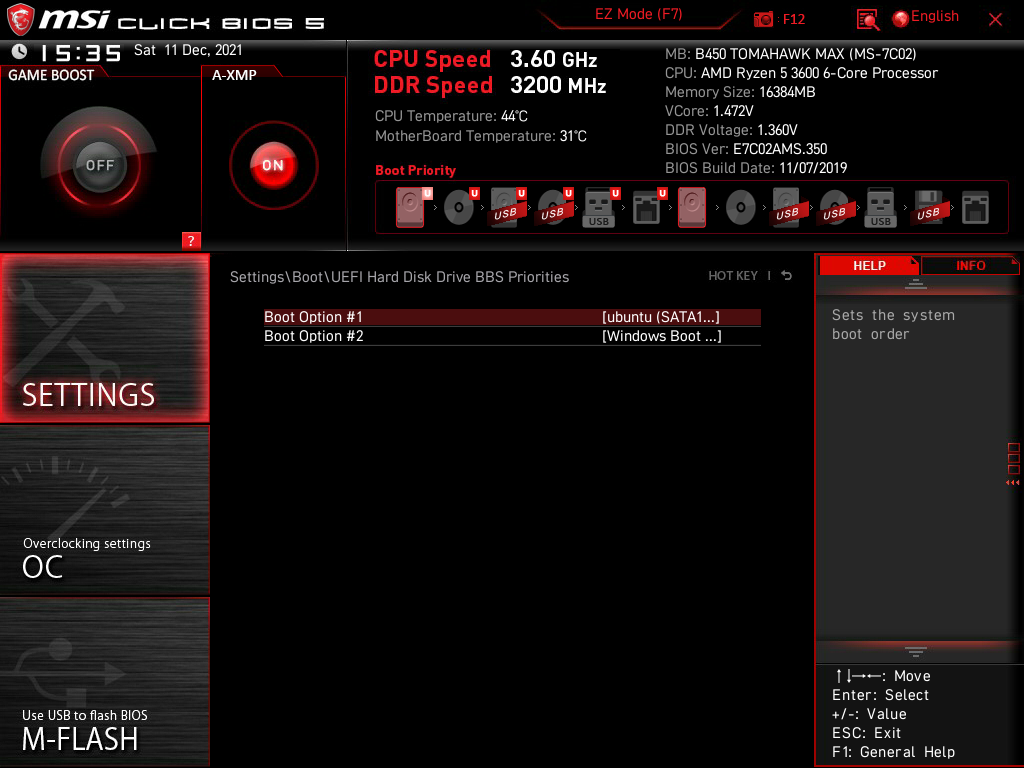 msi CLICK BIOS 5
EZ Mode (F7)
: F12
English
X
15:35 Sat 11 Dec, 2021
GAME BOOST
OFF
?
A-XMP
ON
CPU Speed 3.60 GHz
DDR Speed 3200 MHz
CPU Temperature: 44°C
MotherBoard Temperature: 31°C
MB: B450 TOMAHAWK MAX (MS-7C02)
CPU: AMD Ryzen 5 3600 6-Core Processor
Memory Size: 16384MB
VCore: 1.472V
DDR Voltage: 1.360V
BIOS Ver: E7C02AMS.350
BIOS Build Date: 11/07/2019
Boot Priority
U U U U U U
USB USB USB USB USB USB USB
SETTINGS
Overclocking settings
OC
Use USB to flash BIOS
M-FLASH
Settings\Boot\UEFI Hard Disk Drive BBS Priorities
HOT KEY |
Boot Option #1 [ubuntu (SATA1...]
Boot Option #2 [Windows Boot ...]
HELP INFO
Sets the system
boot order
↑↓→←: Move
Enter: Select
+/-: Value
ESC: Exit
F1: General Help